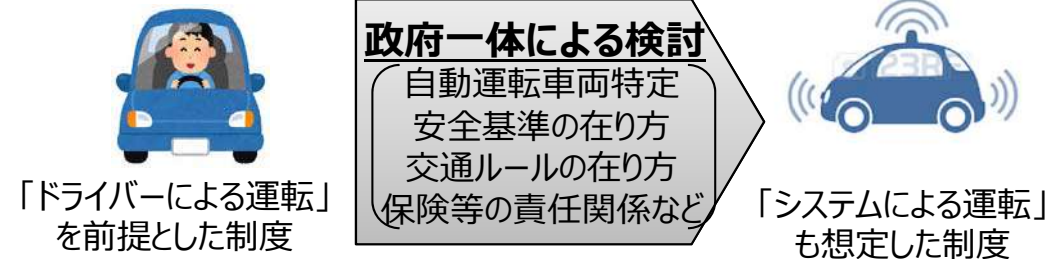 「ドライバーによる運転」
を前提とした制度
政府一体による検討
自動運転車両特定
安全基準の在り方
交通ルールの在り方
保険等の責任関係など
「システムによる運転」
も想定した制度